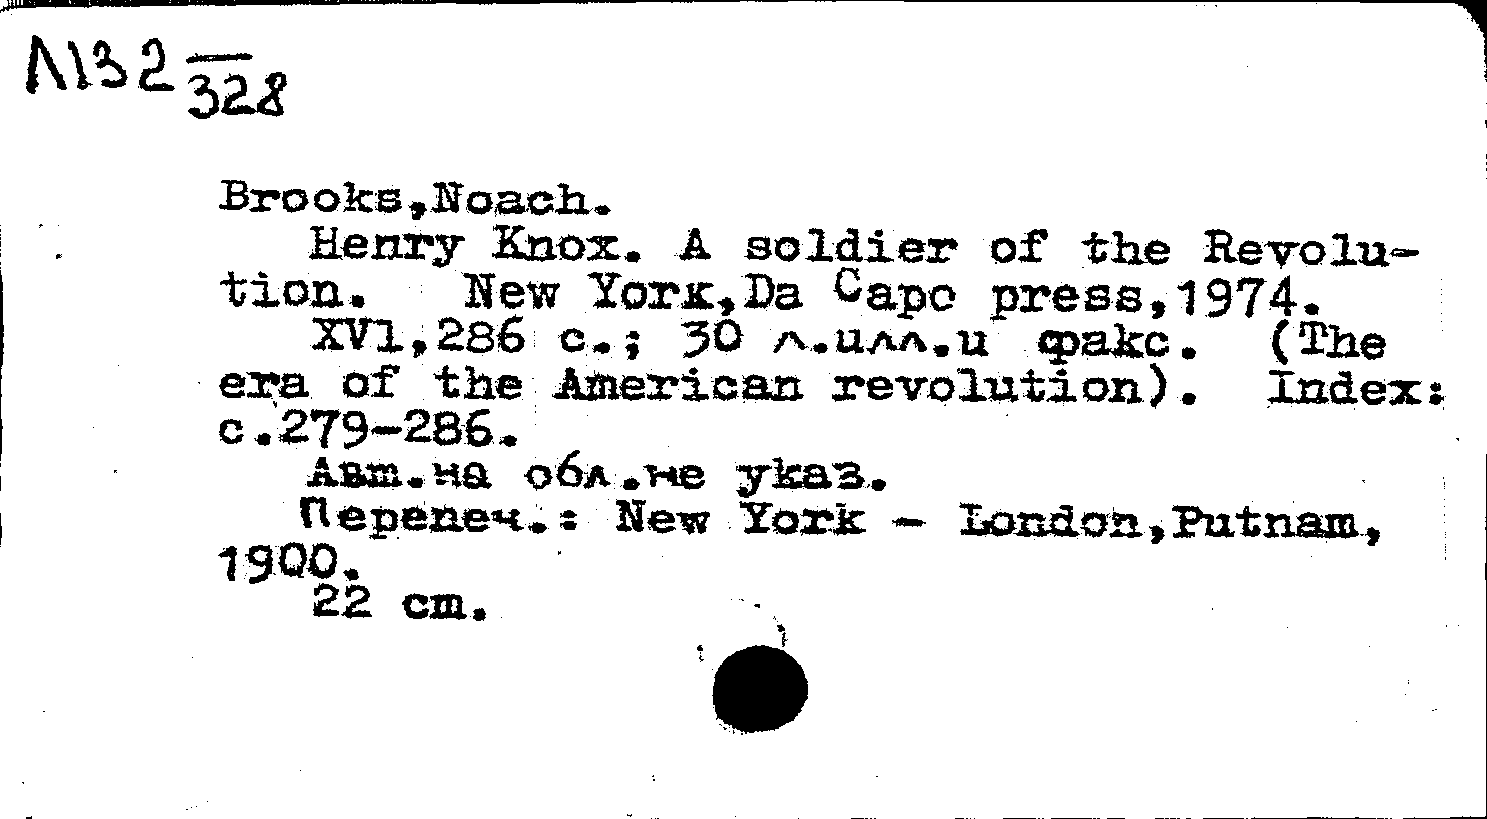 Л132 328
Brooks,Noach.
Henry Knox. A soldier of the Revolu-
tion. New York,Da Capo press,1974.
XVl,286 с.; 30 л.илл.и факс. (The
era of the American revolution). Index:
с.279-286.
Авт.на обл.не указ.
Перепеч.: New York - London,Putnam,
1900.
22 cm.